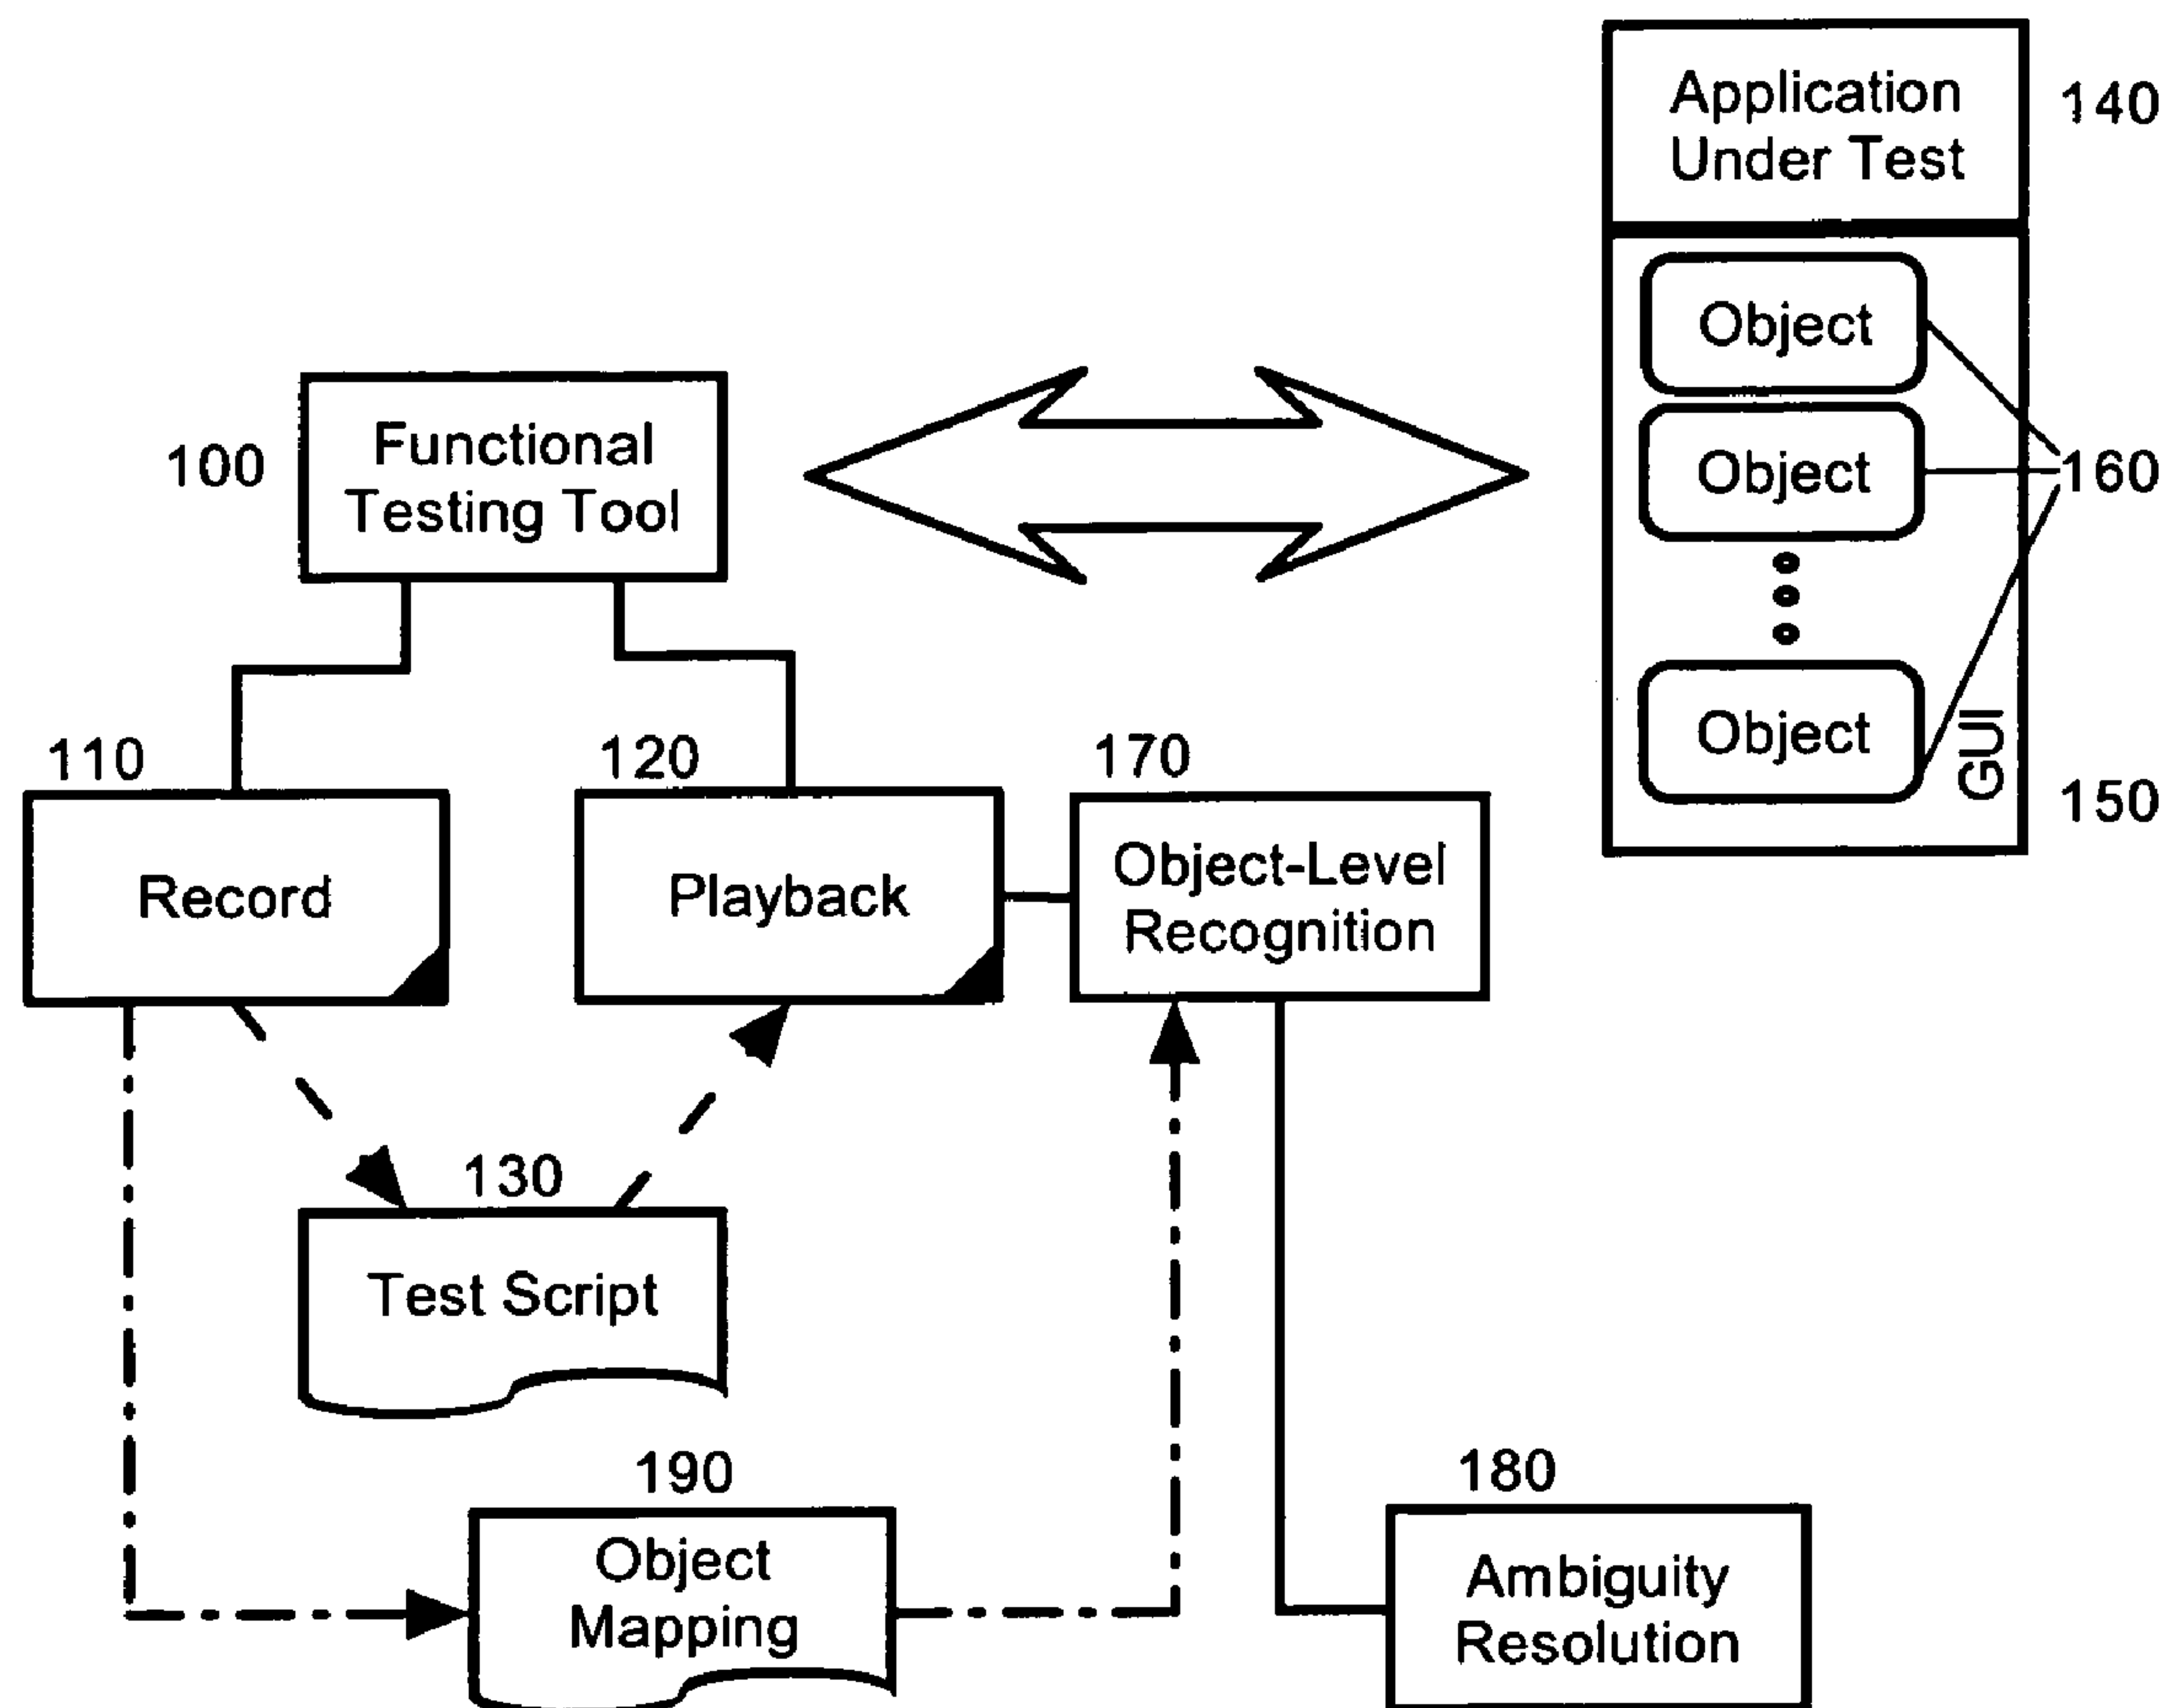 Application
Under Test
140
Object
Functional
Testing Tool
100
Object
160
Object
GUI
150
110
120
170
Record
Playback
Object-Level
Recognition
130
Test Script
190
180
Object
Mapping
Ambiguity
Resolution